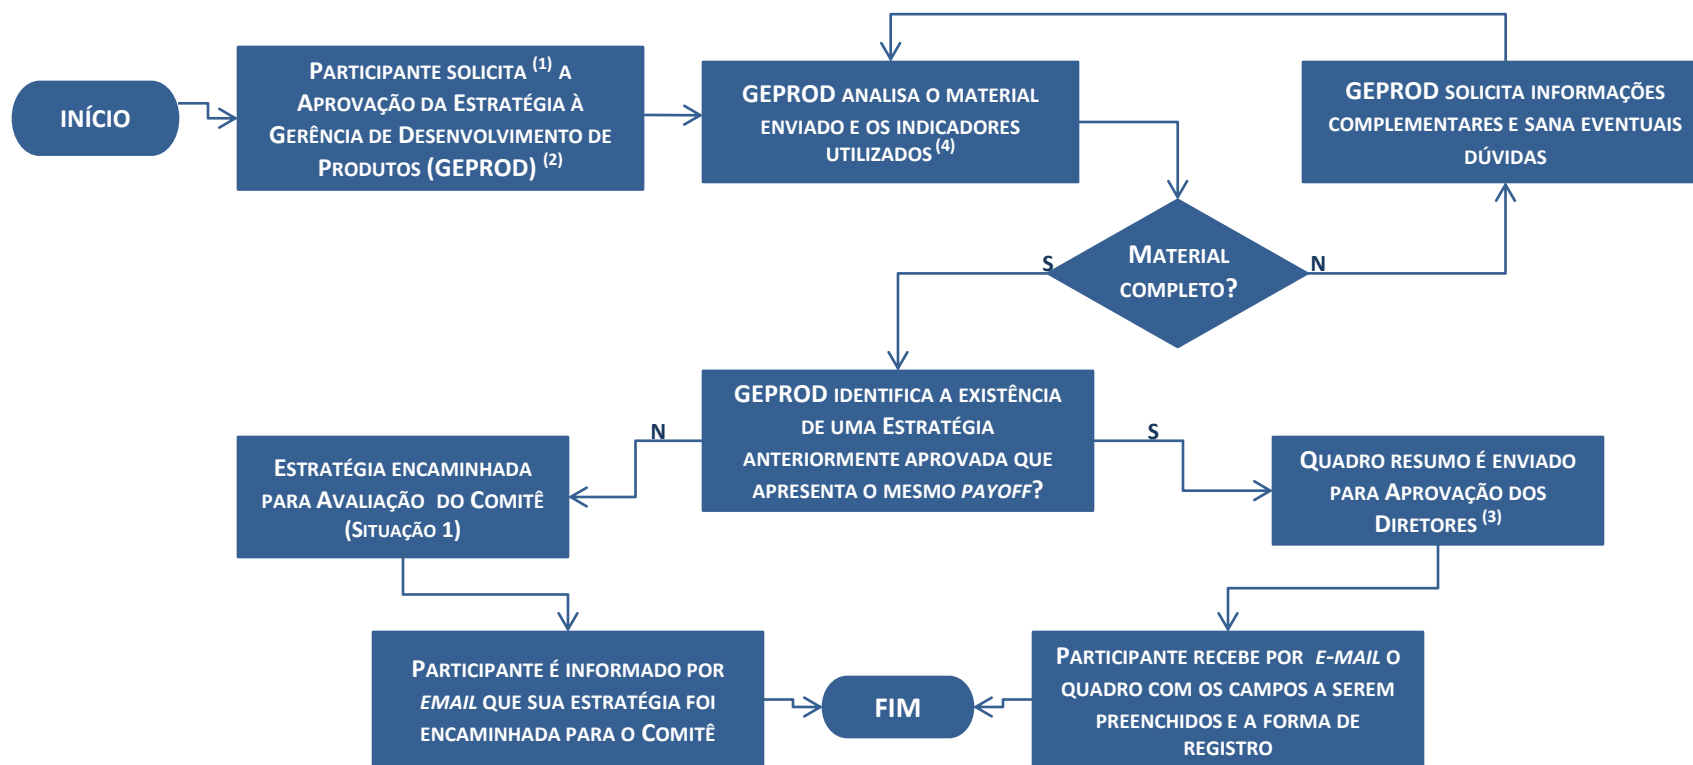 INÍCIO
PARTICIPANTE SOLICITA (1) A
APROVAÇÃO DA ESTRATÉGIA À
GERÊNCIA DE DESENVOLVIMENTO DE
PRODUTOS (GEPROD) (2)
GEPROD ANALISA O MATERIAL
ENVIADO E OS INDICADORES
UTILIZADOS (4)
GEPROD SOLICITA INFORMAÇÕES
COMPLEMENTARES E SANA EVENTUAIS
DÚVIDAS
MATERIAL
COMPLETO?
S
N
GEPROD IDENTIFICA A EXISTÊNCIA
DE UMA ESTRATÉGIA
ANTERIORMENTE APROVADA QUE
APRESENTA O MESMO PAYOFF?
N
S
ESTRATÉGIA ENCAMINHADA
PARA AVALIAÇÃO DO COMITÊ
(SITUAÇÃO 1)
QUADRO RESUMO É ENVIADO
PARA APROVAÇÃO DOS
DIRETORES (3)
PARTICIPANTE É INFORMADO POR
EMAIL QUE SUA ESTRATÉGIA FOI
ENCAMINHADA PARA O COMITÊ
FIM
PARTICIPANTE RECEBE POR E-MAIL O
QUADRO COM OS CAMPOS A SEREM
PREENCHIDOS E A FORMA DE
REGISTRO